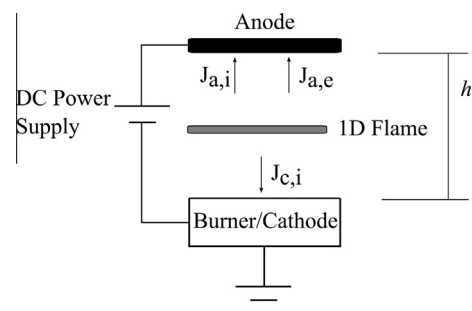 Anode
Ja,i
Ja,e
h
DC Power
Supply
1D Flame
Jc,i
Burner/Cathode